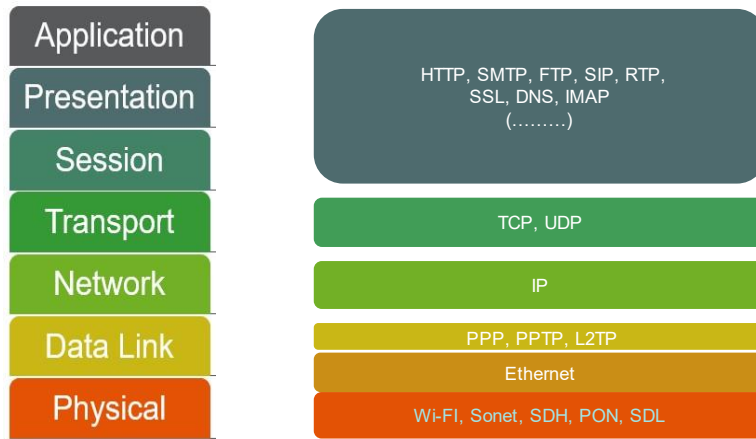 Application
Presentation
Session
Transport
Network
Data Link
Physical
HTTP, SMTP, FTP, SIP, RTP,
SSL, DNS, IMAP
(.........)
TCP, UDP
IP
PPP, PPTP, L2TP
Ethernet
Wi-FI, Sonet, SDH, PON, SDL